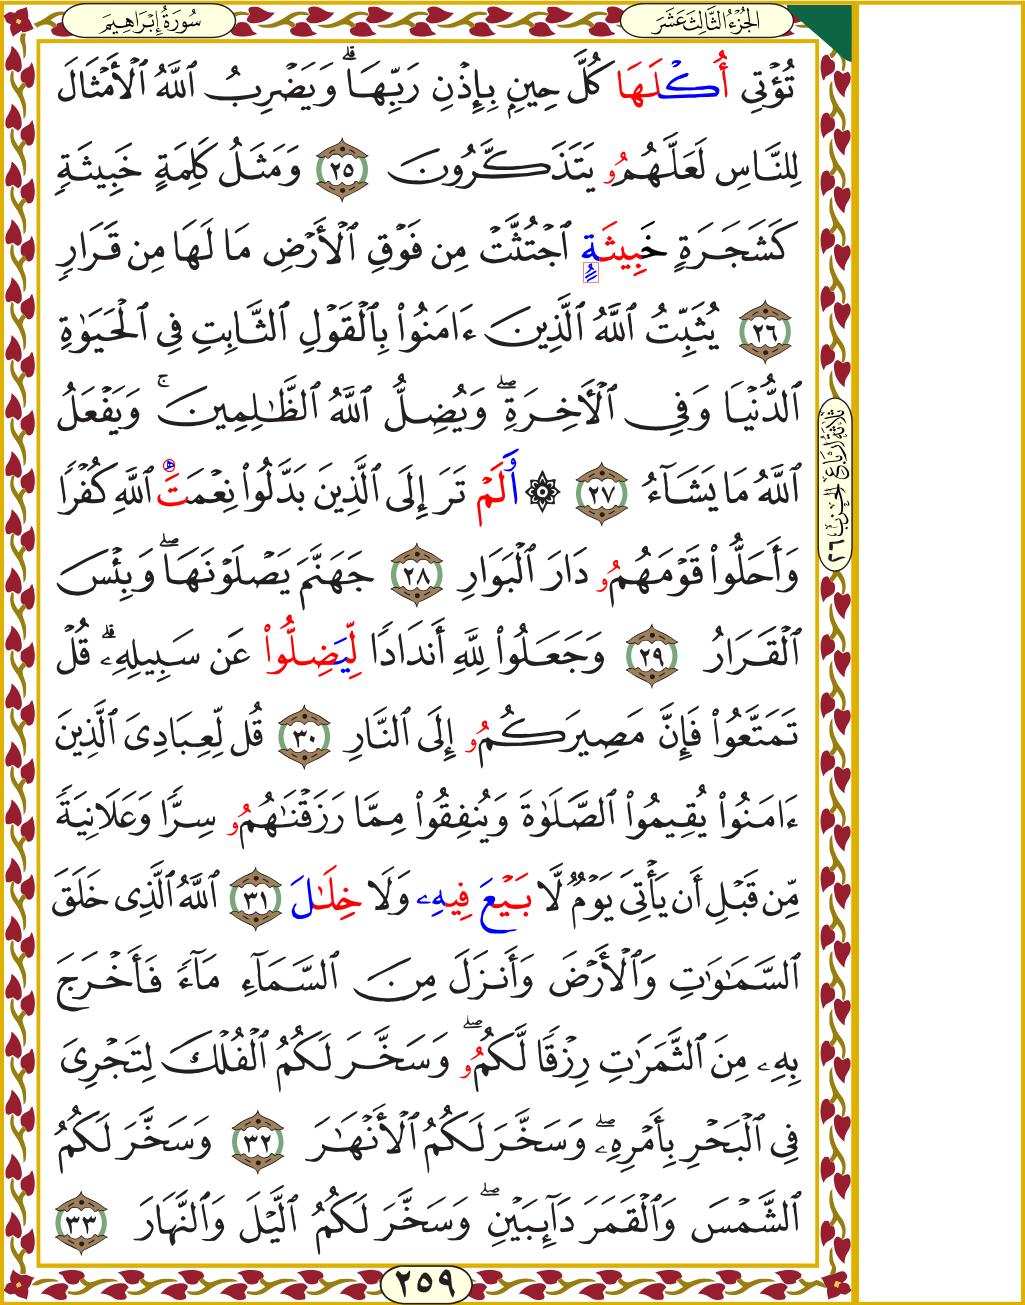 الجُزْءُ الثَّالِثَ عَشَرَ
سُورَةُ إِبْرَاهِيمَ
تُؤْتِىٓ أُكْلَهَا كُلَّ حِينٍۭ بِإِذْنِ رَبِّهَا ۗ وَيَضْرِبُ ٱللَّهُ ٱلْأَمْثَالَ
لِلنَّاسِ لَعَلَّهُمُۥ يَتَذَكَّرُونَ ٢٥ وَمَثَلُ كَلِمَةٍ خَبِيثَةٍ
كَشَجَرَةٍ خَبِيثَةٍ ٱجْتُثَّتْ مِن فَوْقِ ٱلْأَرْضِ مَا لَهَا مِن قَرَارٍ
٢٦ يُثَبِّتُ ٱللَّهُ ٱلَّذِينَ ءَامَنُوا۟ بِٱلْقَوْلِ ٱلثَّابِتِ فِى ٱلْحَيَوٰةِ
ٱلدُّنْيَا وَفِى ٱلْأَخِرَةِ ۖ وَيُضِلُّ ٱللَّهُ ٱلظَّٰلِمِينَ ۚ وَيَفْعَلُ
ٱللَّهُ مَا يَشَآءُ ٢٧ ۞ أَلَمْ تَرَ إِلَى ٱلَّذِينَ بَدَّلُوا۟ نِعْمَتَ ٱللَّهِ كُفْرًا
وَأَحَلُّوا۟ قَوْمَهُمُۥ دَارَ ٱلْبَوَارِ ٢٨ جَهَنَّمَ يَصْلَوْنَهَا ۖ وَبِئْسَ
ٱلْقَرَارُ ٢٩ وَجَعَلُوا۟ لِلَّهِ أَندَادًا لِّيَضِلُّوا۟ عَن سَبِيلِهِۦ ۗ قُلْ
تَمَتَّعُوا۟ فَإِنَّ مَصِيرَكُمُۥ إِلَى ٱلنَّارِ ٣٠ قُل لِّعِبَادِىَ ٱلَّذِينَ
ءَامَنُوا۟ يُقِيمُوا۟ ٱلصَّلَوٰةَ وَيُنفِقُوا۟ مِمَّا رَزَقْنَٰهُمُۥ سِرًّا وَعَلَانِيَةً
مِّن قَبْلِ أَن يَأْتِىَ يَوْمٌ لَّا بَيْعَ فِيهِۦ وَلَا خِلَٰلَ ٣١ ٱللَّهُ ٱلَّذِى خَلَقَ
ٱلسَّمَٰوَٰتِ وَٱلْأَرْضَ وَأَنزَلَ مِنَ ٱلسَّمَآءِ مَآءً فَأَخْرَجَ
بِهِۦ مِنَ ٱلثَّمَرَٰتِ رِزْقًا لَّكُمُۥ ۖ وَسَخَّرَ لَكُمُ ٱلْفُلْكَ لِتَجْرِىَ
فِى ٱلْبَحْرِ بِأَمْرِهِۦ ۖ وَسَخَّرَ لَكُمُ ٱلْأَنْهَٰرَ ٣٢ وَسَخَّرَ لَكُمُ
ٱلشَّمْسَ وَٱلْقَمَرَ دَآئِبَيْنِ ۖ وَسَخَّرَ لَكُمُ ٱلَّيْلَ وَٱلنَّهَارَ ٣٣
ثلاثة أرباع الحزب ٢٦
٢٥٩